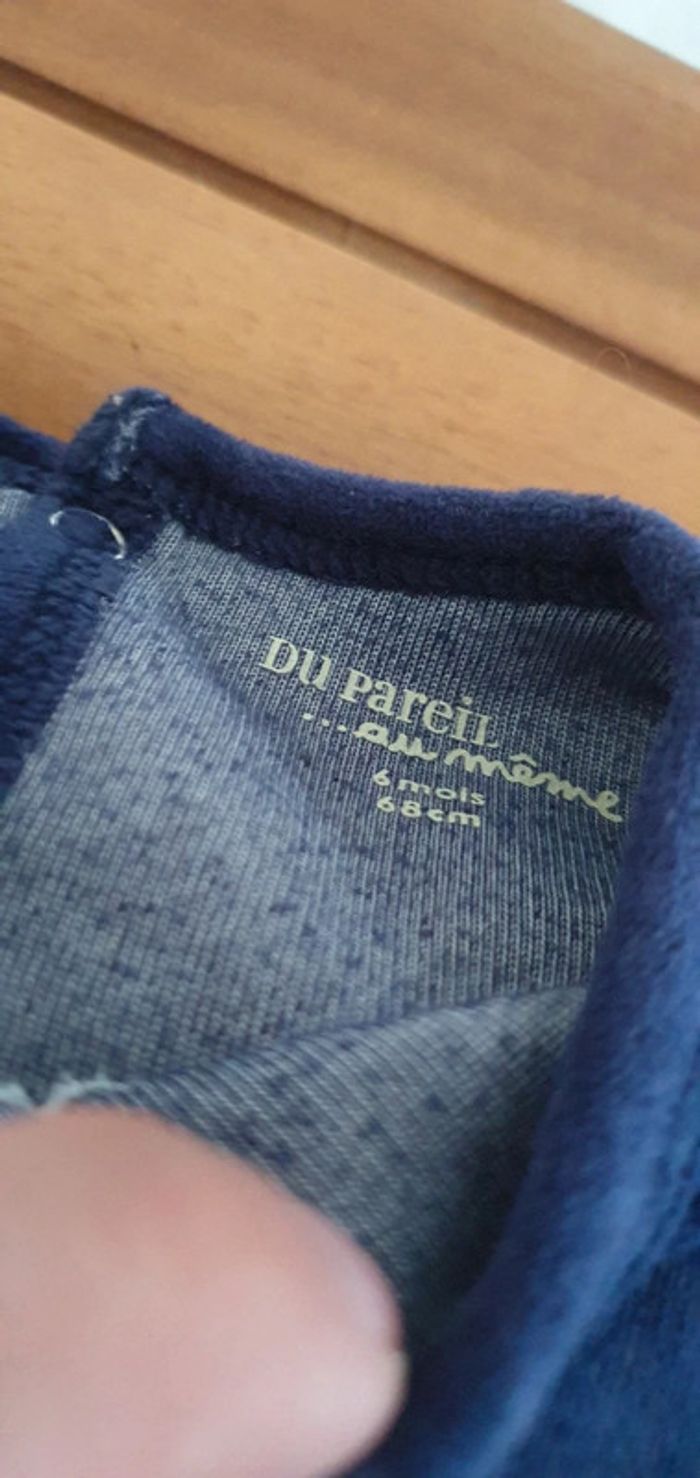 DU PareiL
...au même
6 mois
68cm